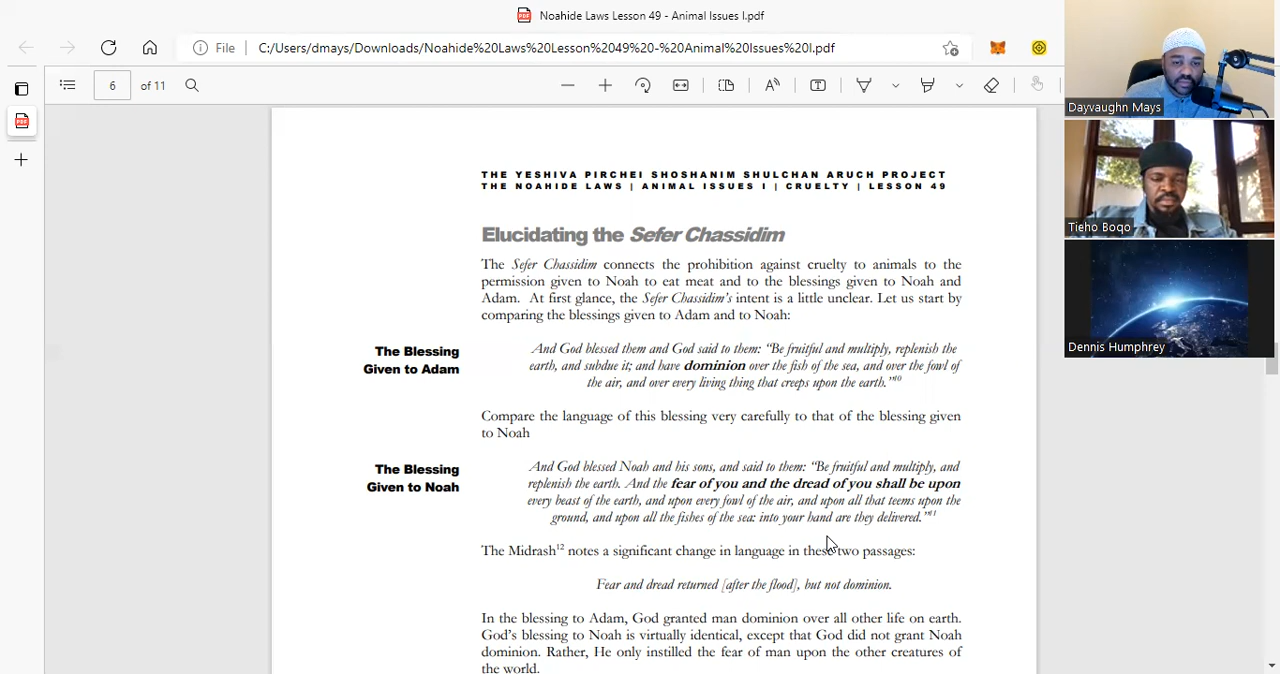 Noahide Laws Lesson 49 - Animal Issues I.pdf
File
C:/Users/dmays/Downloads/Noahide%20Laws%20Lesson%2049%20-%20Animal%20Issues%20I.pdf
6 of 11
THE YESHIVA PIRCHEI SHOSHANIM SHULCHAN ARUCH PROJECT
THE NOAHIDE LAWS | ANIMAL ISSUES I | CRUELTY | LESSON 49
Elucidating the Sefer Chassidim
The Sefer Chassidim connects the prohibition against cruelty to animals to the
permission given to Noah to eat meat and to the blessings given to Noah and
Adam. At first glance, the Sefer Chassidim's intent is a little unclear. Let us start by
comparing the blessings given to Adam and to Noah:
The Blessing
Given to Adam
And God blessed them and God said to them: “Be fruitful and multiply, replenish the
earth, and subdue it; and have dominion over the fish of the sea, and over the fowl of
the air, and over every living thing that creeps upon the earth.”10
Compare the language of this blessing very carefully to that of the blessing given
to Noah
The Blessing
Given to Noah
And God blessed Noah and his sons, and said to them: “Be fruitful and multiply, and
replenish the earth. And the fear of you and the dread of you shall be upon
every beast of the earth, and upon every fowl of the air, and upon all that teems upon the
ground, and upon all the fishes of the sea: into your hand are they delivered.”11
The Midrash12 notes a significant change in language in these two passages:
Fear and dread returned [after the flood], but not dominion.
In the blessing to Adam, God granted man dominion over all other life on earth.
God's blessing to Noah is virtually identical, except that God did not grant Noah
dominion. Rather, He only instilled the fear of man upon the other creatures of
the world.
Dayvaughn Mays
Tieho Boqo
Dennis Humphrey